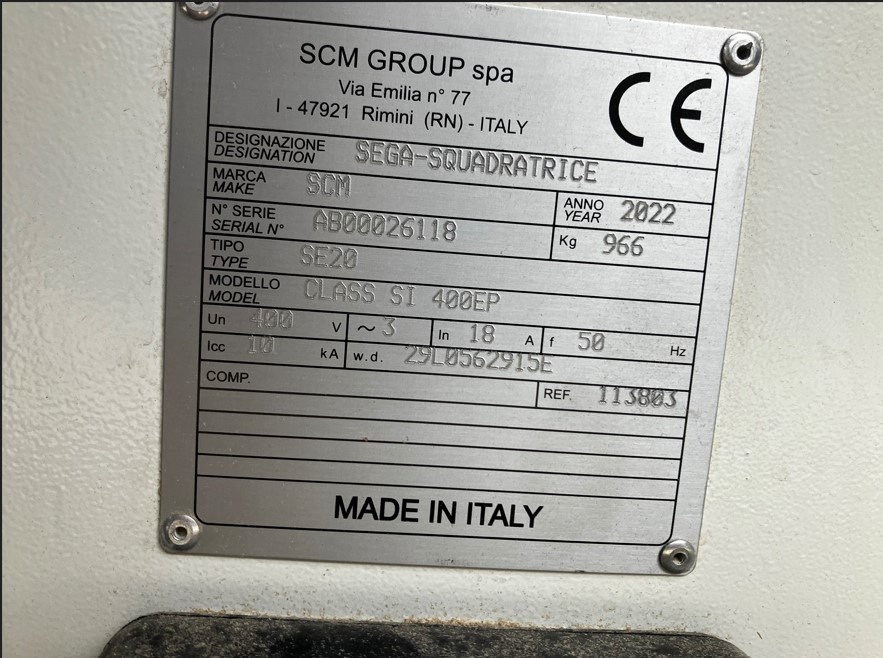 SCM GROUP spa
Via Emilia n° 77
I - 47921 Rimini (RN) - ITALY
CE
DESIGNAZIONE
DESIGNATION
SEGA-SQUADRATRICE
MARCA
MAKE
SCM
ANNO
YEAR
2022
N° SERIE
SERIAL N°
AB00026118
Kg 966
TIPO
TYPE
SE20
MODELLO
MODEL
CLASS SI 400EP
Un 400 V ~ 3 In 18 A f 50 Hz
Icc 10 kA w.d. 29L0562915E
COMP.
REF. 113803
MADE IN ITALY